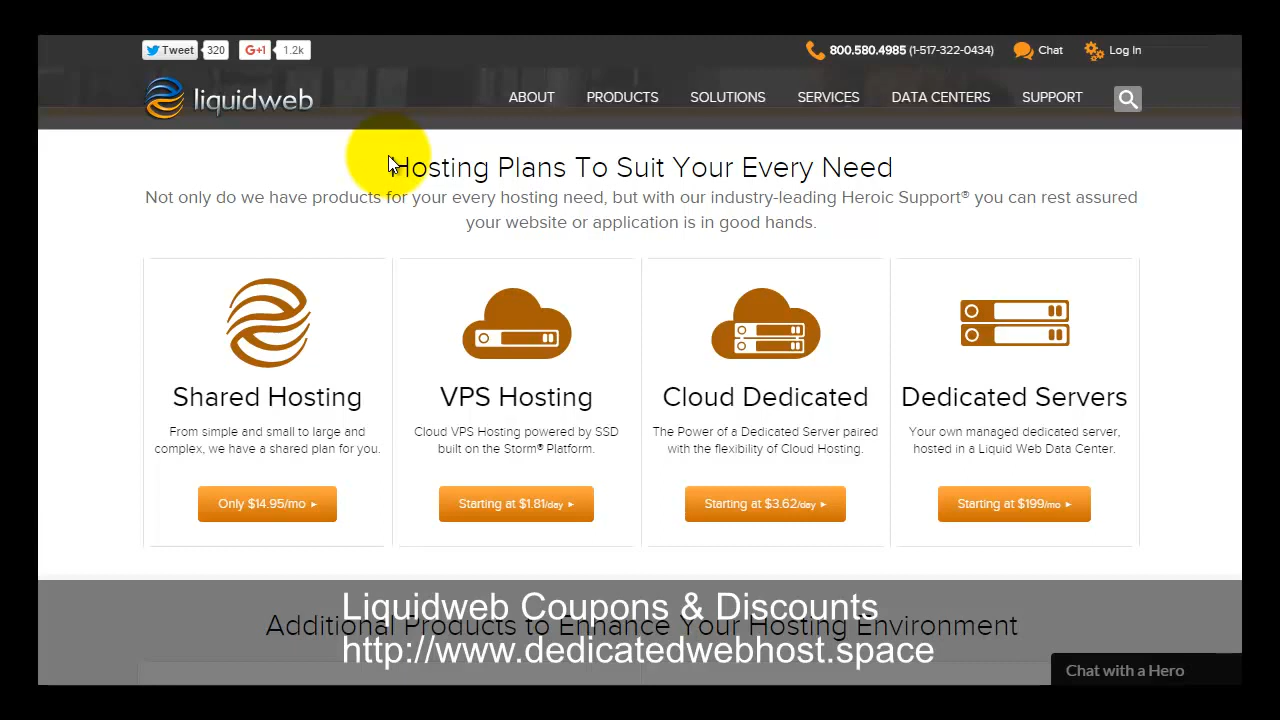 Tweet 320 G+1 1.2k 800.580.4985 (1-517-322-0434) Chat Log In
liquidweb ABOUT PRODUCTS SOLUTIONS SERVICES DATA CENTERS SUPPORT
Hosting Plans To Suit Your Every Need
Not only do we have products for your every hosting need, but with our industry-leading Heroic Support® you can rest assured
your website or application is in good hands.
Shared Hosting
From simple and small to large and
complex, we have a shared plan for you.
Only $14.95/mo ▸
VPS Hosting
Cloud VPS Hosting powered by SSD
built on the Storm® Platform.
Starting at $1.81/day ▸
Cloud Dedicated
The Power of a Dedicated Server paired
with the flexibility of Cloud Hosting.
Starting at $3.62/day ▸
Dedicated Servers
Your own managed dedicated server,
hosted in a Liquid Web Data Center.
Starting at $199/mo ▸
Liquidweb Coupons & Discounts
Additional Products to Enhance Your Hosting Environment
http://www.dedicatedwebhost.space
Chat with a Hero